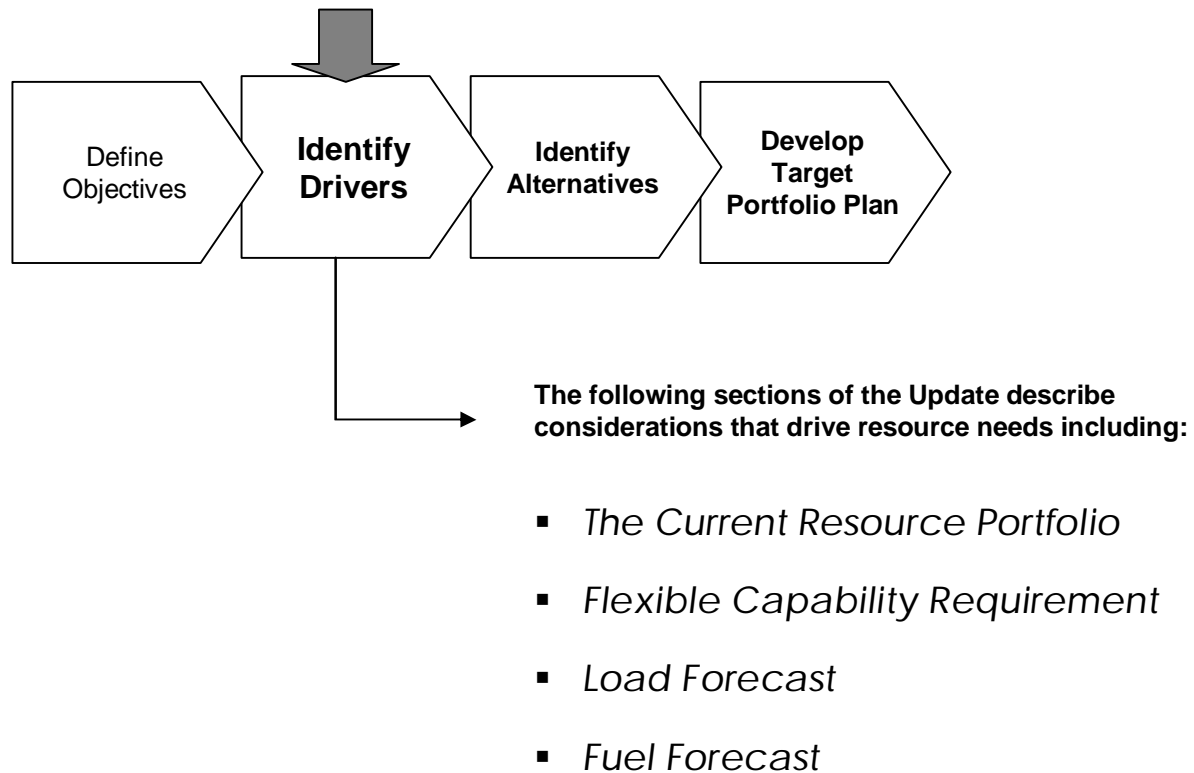 Define
Objectives
Identify
Drivers
Identify
Alternatives
Develop
Target
Portfolio Plan
The following sections of the Update describe
considerations that drive resource needs including:
▪ The Current Resource Portfolio
▪ Flexible Capability Requirement
▪ Load Forecast
▪ Fuel Forecast